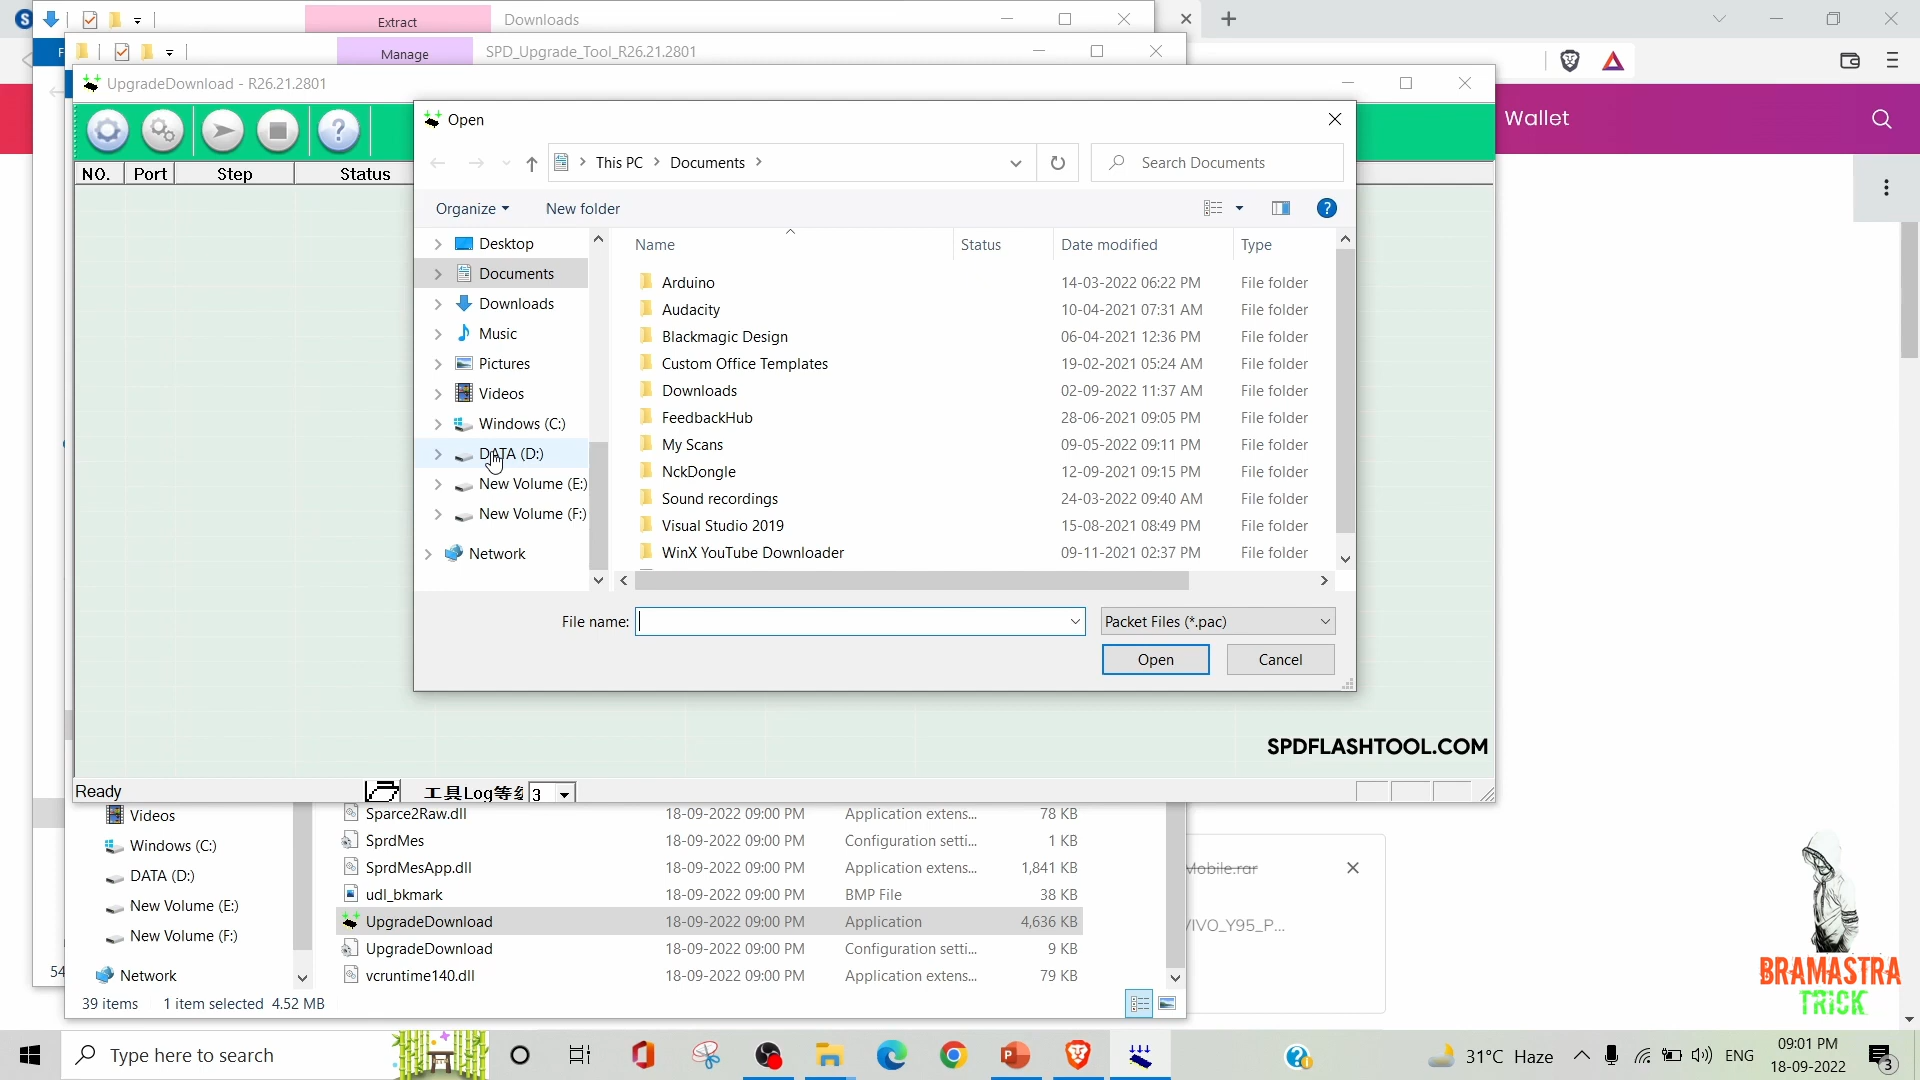 Extract
Downloads
Manage
SPD_Upgrade_Tool_R26.21.2801
UpgradeDownload - R26.21.2801
Wallet
NO.
Port
Step
Status
Open
This PC
Documents
Search Documents
Organize
New folder
Desktop
Documents
Downloads
Music
Pictures
Videos
Windows (C:)
DATA (D:)
New Volume (E:)
New Volume (F:)
Network
Name
Status
Date modified
Type
Arduino 14-03-2022 06:22 PM File folder
Audacity 10-04-2021 07:31 AM File folder
Blackmagic Design 06-04-2021 12:36 PM File folder
Custom Office Templates 19-02-2021 05:24 AM File folder
Downloads 02-09-2022 11:37 AM File folder
FeedbackHub 28-06-2021 09:05 PM File folder
My Scans 09-05-2022 09:11 PM File folder
NckDongle 12-09-2021 09:15 PM File folder
Sound recordings 24-03-2022 09:40 AM File folder
Visual Studio 2019 15-08-2021 08:49 PM File folder
WinX YouTube Downloader 09-11-2021 02:37 PM File folder
File name:
Packet Files (*.pac)
Open
Cancel
SPDFLASHTOOL.COM
Ready
工具Log等 3
Videos
Windows (C:)
DATA (D:)
New Volume (E:)
New Volume (F:)
Network
Sparce2Raw.dll 18-09-2022 09:00 PM Application extens... 78 KB
SprdMes 18-09-2022 09:00 PM Configuration setti... 1 KB
SprdMesApp.dll 18-09-2022 09:00 PM Application extens... 1,841 KB
udl_bkmark 18-09-2022 09:00 PM BMP File 38 KB
UpgradeDownload 18-09-2022 09:00 PM Application 4,636 KB
UpgradeDownload 18-09-2022 09:00 PM Configuration setti... 9 KB
vcruntime140.dll 18-09-2022 09:00 PM Application extens... 79 KB
54
39 items 1 item selected 4.52 MB
Mobile.rar
VIVO_Y95_P...
BRAMASTRA
TRICK
Type here to search
31°C Haze
ENG
09:01 PM
18-09-2022
3